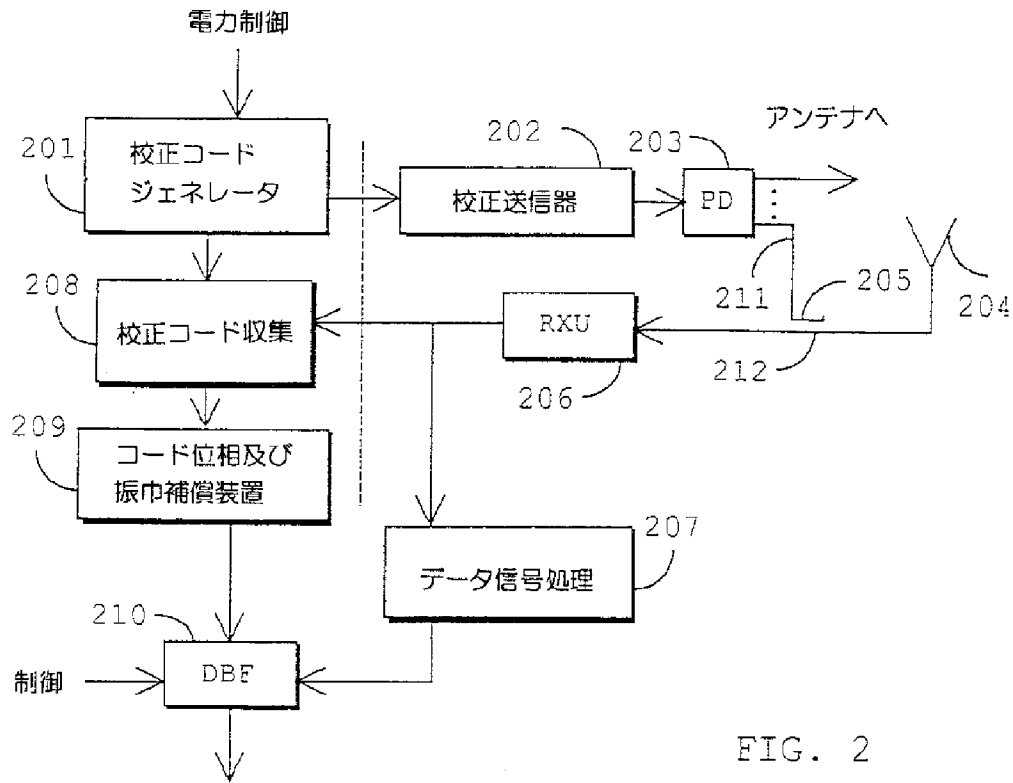 電力制御
アンテナへ
201
校正コード
ジェネレータ
202
校正送信器
203
PD
211
205
204
212
208
校正コード収集
RXU
206
209
コード位相及び
振巾補償装置
207
データ信号処理
210
制御
DBF
FIG. 2